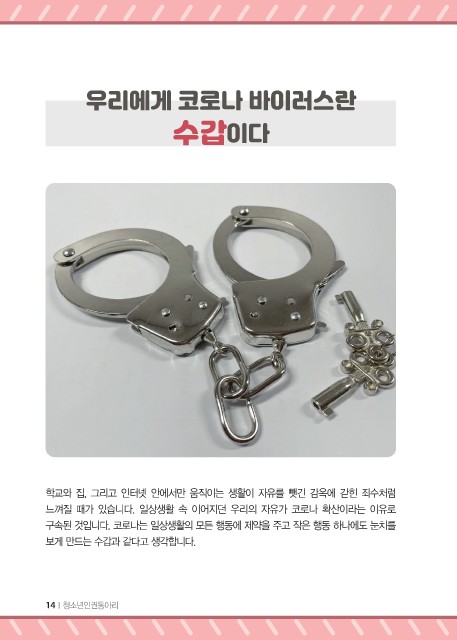 우리에게 코로나 바이러스란
수갑이다
학교와 집, 그리고 인터넷 안에서만 움직이는 생활이 자유를 뺏긴 감옥에 갇힌 죄수처럼
느껴질 때가 있습니다. 일상생활 속 이어지던 우리의 자유가 코로나 확산이라는 이유로
구속된 것입니다. 코로나는 일상생활의 모든 행동에 제약을 주고 작은 행동 하나에도 눈치를
보게 만드는 수갑과 같다고 생각합니다.
14 | 청소년인권동아리